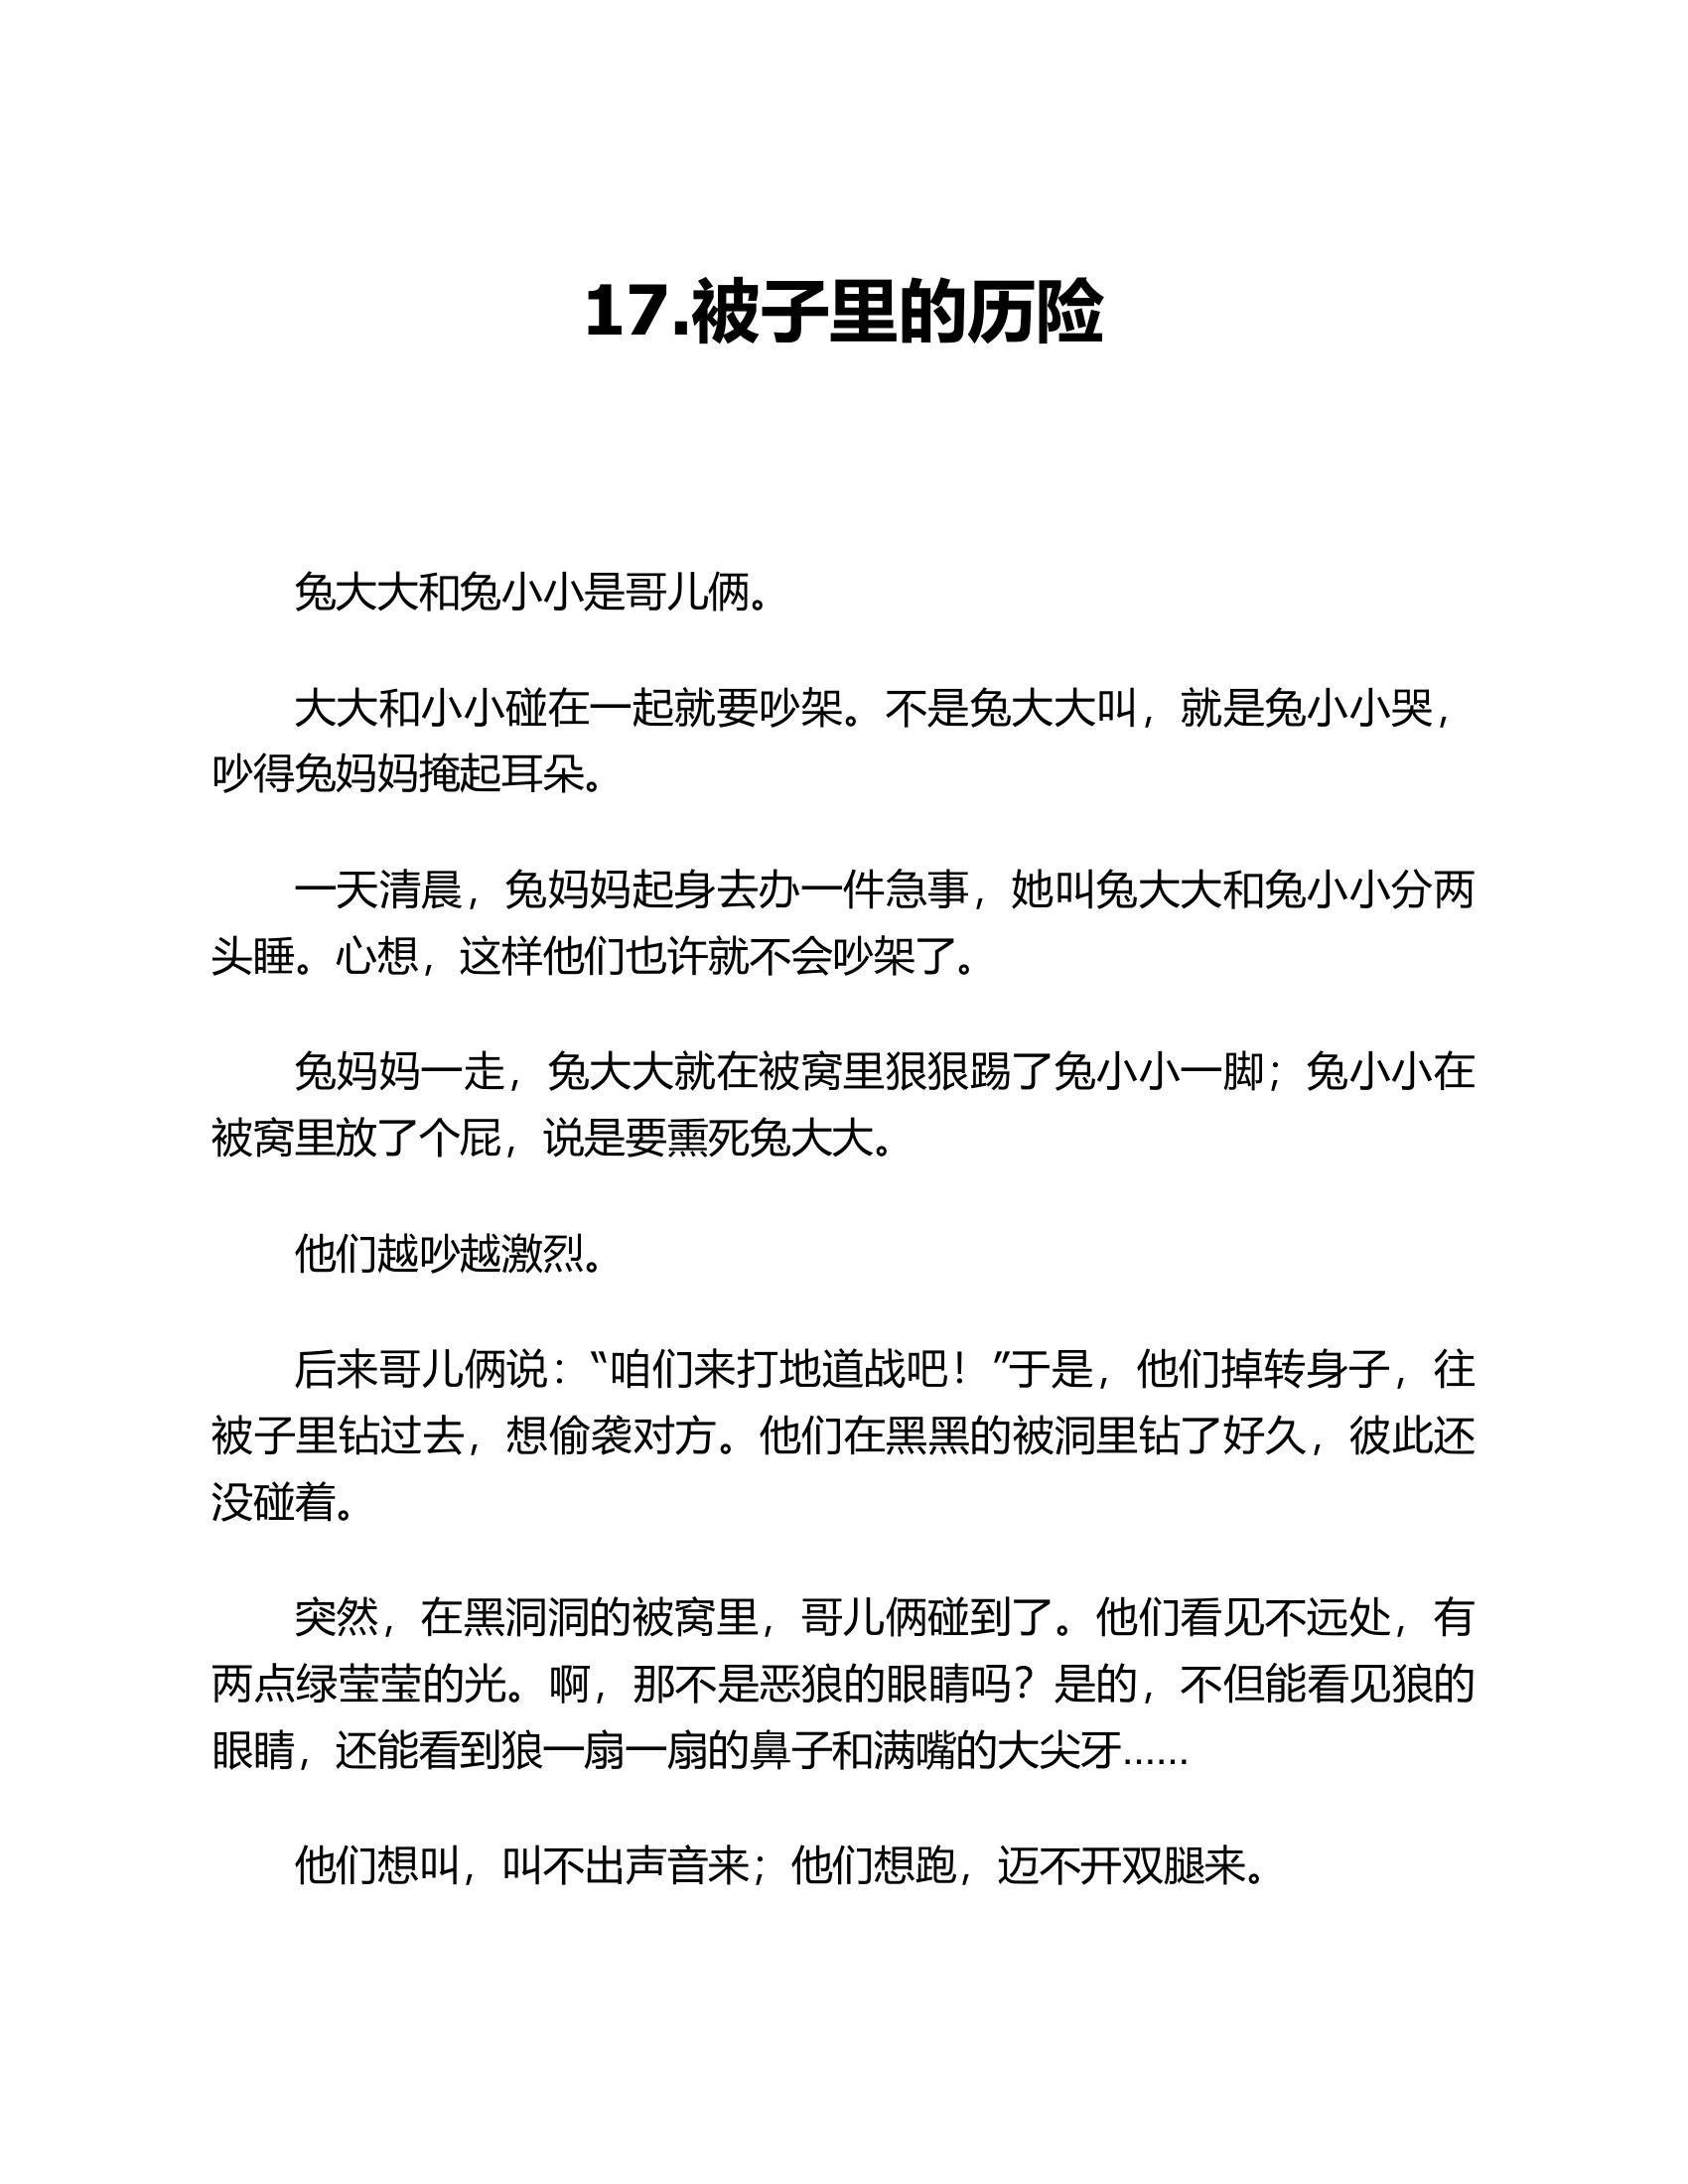 17.被子里的历险
兔大大和兔小小是哥儿俩。
大大和小小碰在一起就要吵架。不是兔大大叫，就是兔小小哭，
吵得兔妈妈掩起耳朵。
一天清晨，兔妈妈起身去办一件急事，她叫兔大大和兔小小分两
头睡。心想，这样他们也许就不会吵架了。
兔妈妈一走，兔大大就在被窝里狠狠踢了兔小小一脚；兔小小在
被窝里放了个屁，说是要熏死兔大大。
他们越吵越激烈。
后来哥儿俩说：“咱们来打地道战吧！”于是，他们掉转身子，往
被子里钻过去，想偷袭对方。他们在黑黑的被洞里钻了好久，彼此还
没碰着。
突然，在黑洞洞的被窝里，哥儿俩碰到了。他们看见不远处，有
两点绿莹莹的光。啊，那不是恶狼的眼睛吗？是的，不但能看见狼的
眼睛，还能看到狼一扇一扇的鼻子和满嘴的大尖牙……
他们想叫，叫不出声音来；他们想跑，迈不开双腿来。